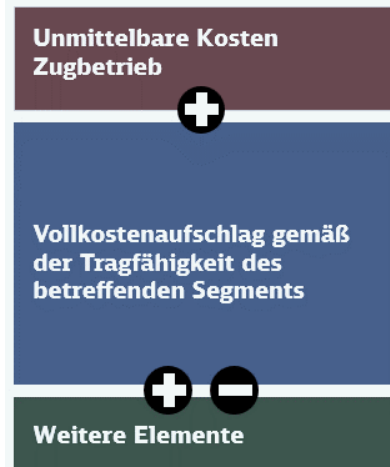 Unmittelbare Kosten
Zugbetrieb
Vollkostenaufschlag gemäß
der Tragfähigkeit des
betreffenden Segments
Weitere Elemente